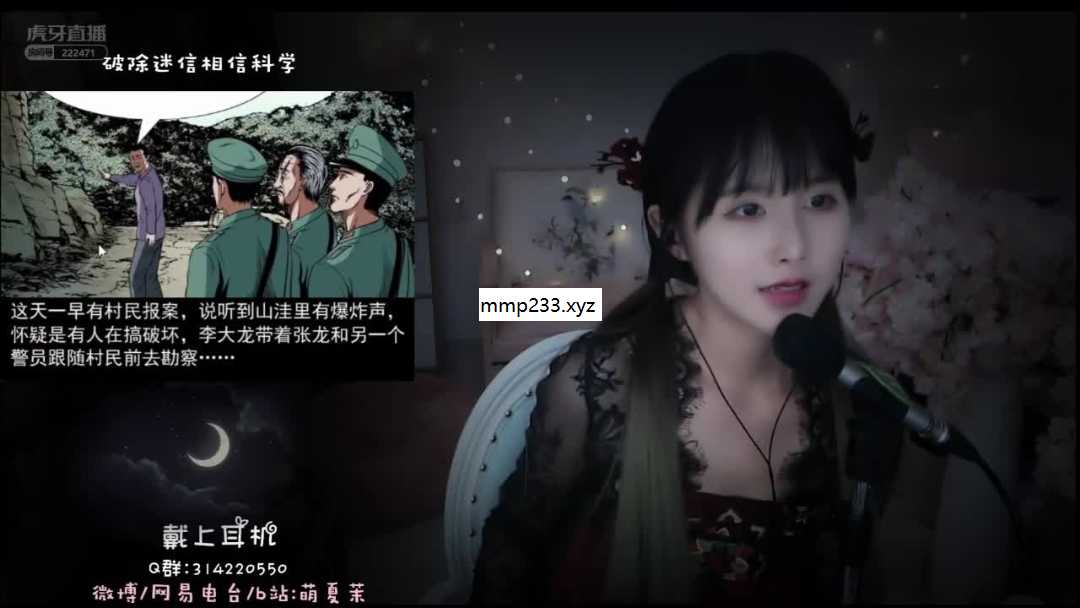 虎牙直播
房间号 222471
破除迷信相信科学
这天一早有村民报案，说听到山洼里有爆炸声，
怀疑是有人在搞破坏，李大龙带着张龙和另一个
警员跟随村民前去勘察……
mmp233.xyz
戴上耳机
Q群:314220550
微博/网易电台/b站:萌夏茉